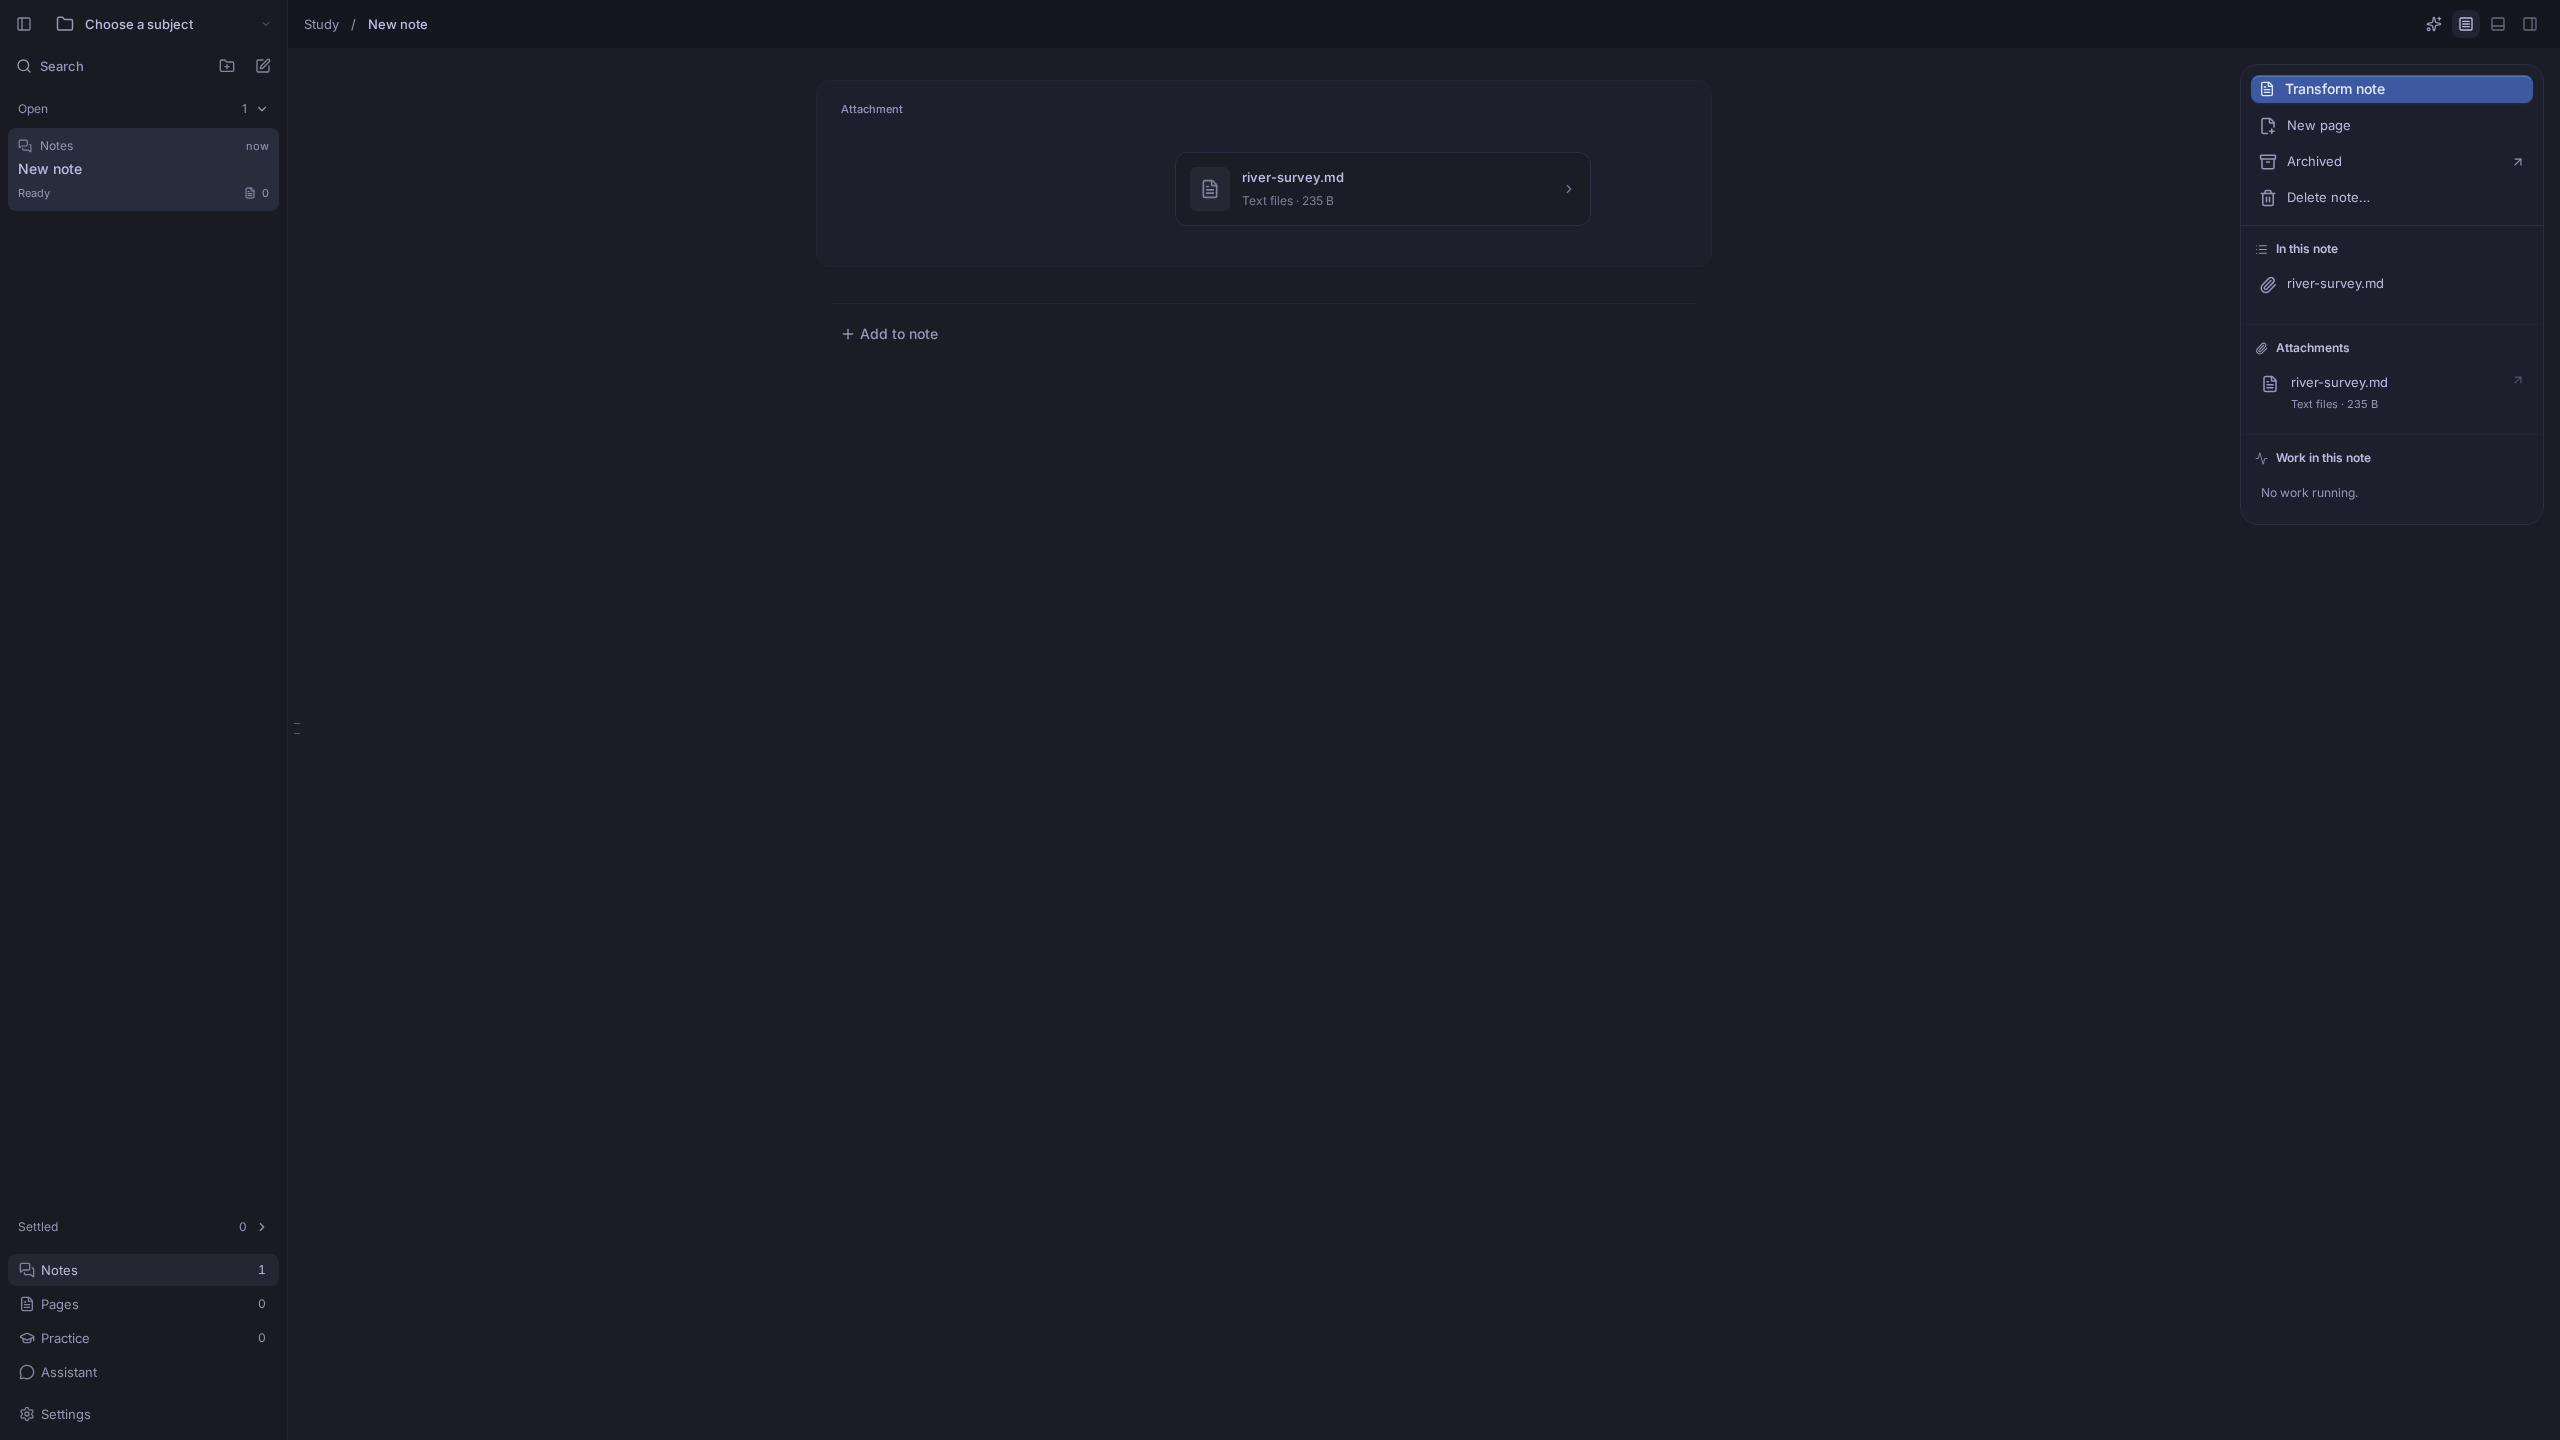 Choose a subject
Search
Open 1
Notes now
New note
Ready 0
Settled 0
Notes 1
Pages 0
Practice 0
Assistant
Settings
Study / New note
Attachment
river-survey.md
Text files · 235 B
Add to note
Transform note
New page
Archived
Delete note...
In this note
river-survey.md
Attachments
river-survey.md
Text files · 235 B
Work in this note
No work running.